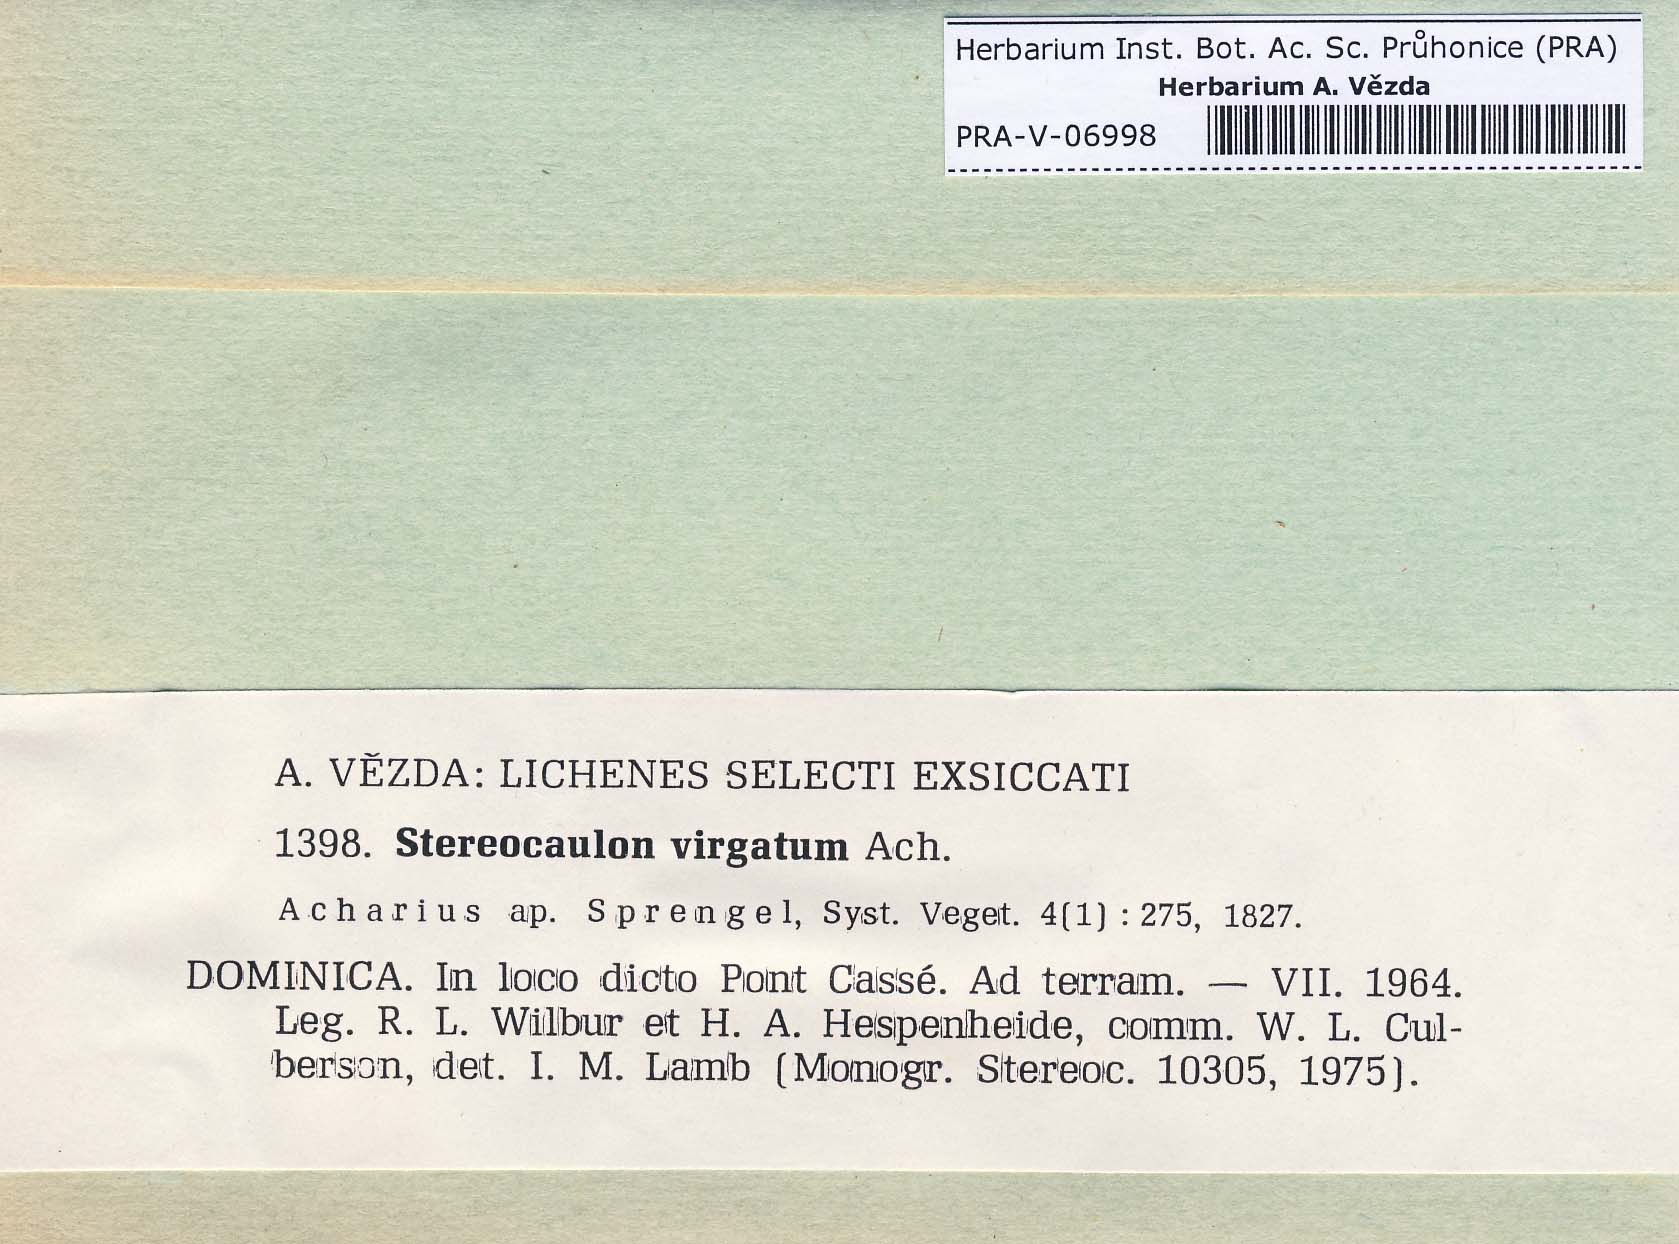 Herbarium Inst. Bot. Ac. Sc. Průhonice (PRA)
Herbarium A. Vězda
PRA-V-06998
A. VĚZDA: LICHENES SELECTI EXSICCATI
1398. Stereocaulon virgatum Ach.
Acharius ap. Sprengel, Syst. Veget. 4(1) : 275, 1827.
DOMINICA. In loco dicto Pont Cassé. Ad terram. — VII. 1964.
Leg. R. L. Wilbur et H. A. Hespenheide, comm. W. L. Cul-
berson, det. I. M. Lamb (Monogr. Stereoc. 10305, 1975).